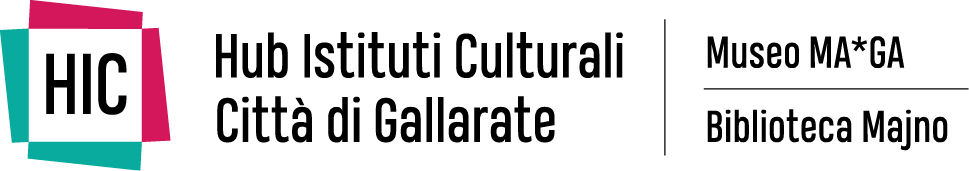 HIC
Hub Istituti Culturali
Città di Gallarate
Museo MA*GA
Biblioteca Majno